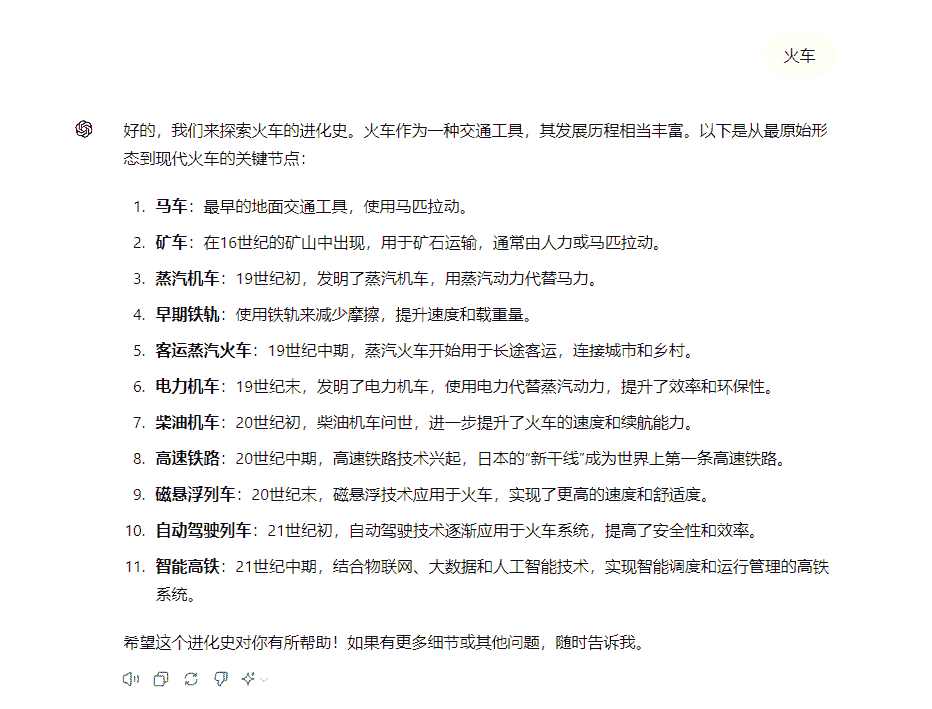 火车
好的，我们来探索火车的进化史。火车作为一种交通工具，其发展历程相当丰富。以下是从最原始形
态到现代火车的关键节点：
1. 马车：最早的地面交通工具，使用马匹拉动。
2. 矿车：在16世纪的矿山中出现，用于矿石运输，通常由人力或马匹拉动。
3. 蒸汽机车：19世纪初，发明了蒸汽机车，用蒸汽动力代替马力。
4. 早期铁轨：使用铁轨来减少摩擦，提升速度和载重量。
5. 客运蒸汽火车：19世纪中期，蒸汽火车开始用于长途客运，连接城市和乡村。
6. 电力机车：19世纪末，发明了电力机车，使用电力代替蒸汽动力，提升了效率和环保性。
7. 柴油机车：20世纪初，柴油机车问世，进一步提升了火车的速度和续航能力。
8. 高速铁路：20世纪中期，高速铁路技术兴起，日本的“新干线”成为世界上第一条高速铁路。
9. 磁悬浮列车：20世纪末，磁悬浮技术应用于火车，实现了更高的速度和舒适度。
10. 自动驾驶列车：21世纪初，自动驾驶技术逐渐应用于火车系统，提高了安全性和效率。
11. 智能高铁：21世纪中期，结合物联网、大数据和人工智能技术，实现智能调度和运行管理的高铁
系统。
希望这个进化史对你有所帮助！如果有更多细节或其他问题，随时告诉我。